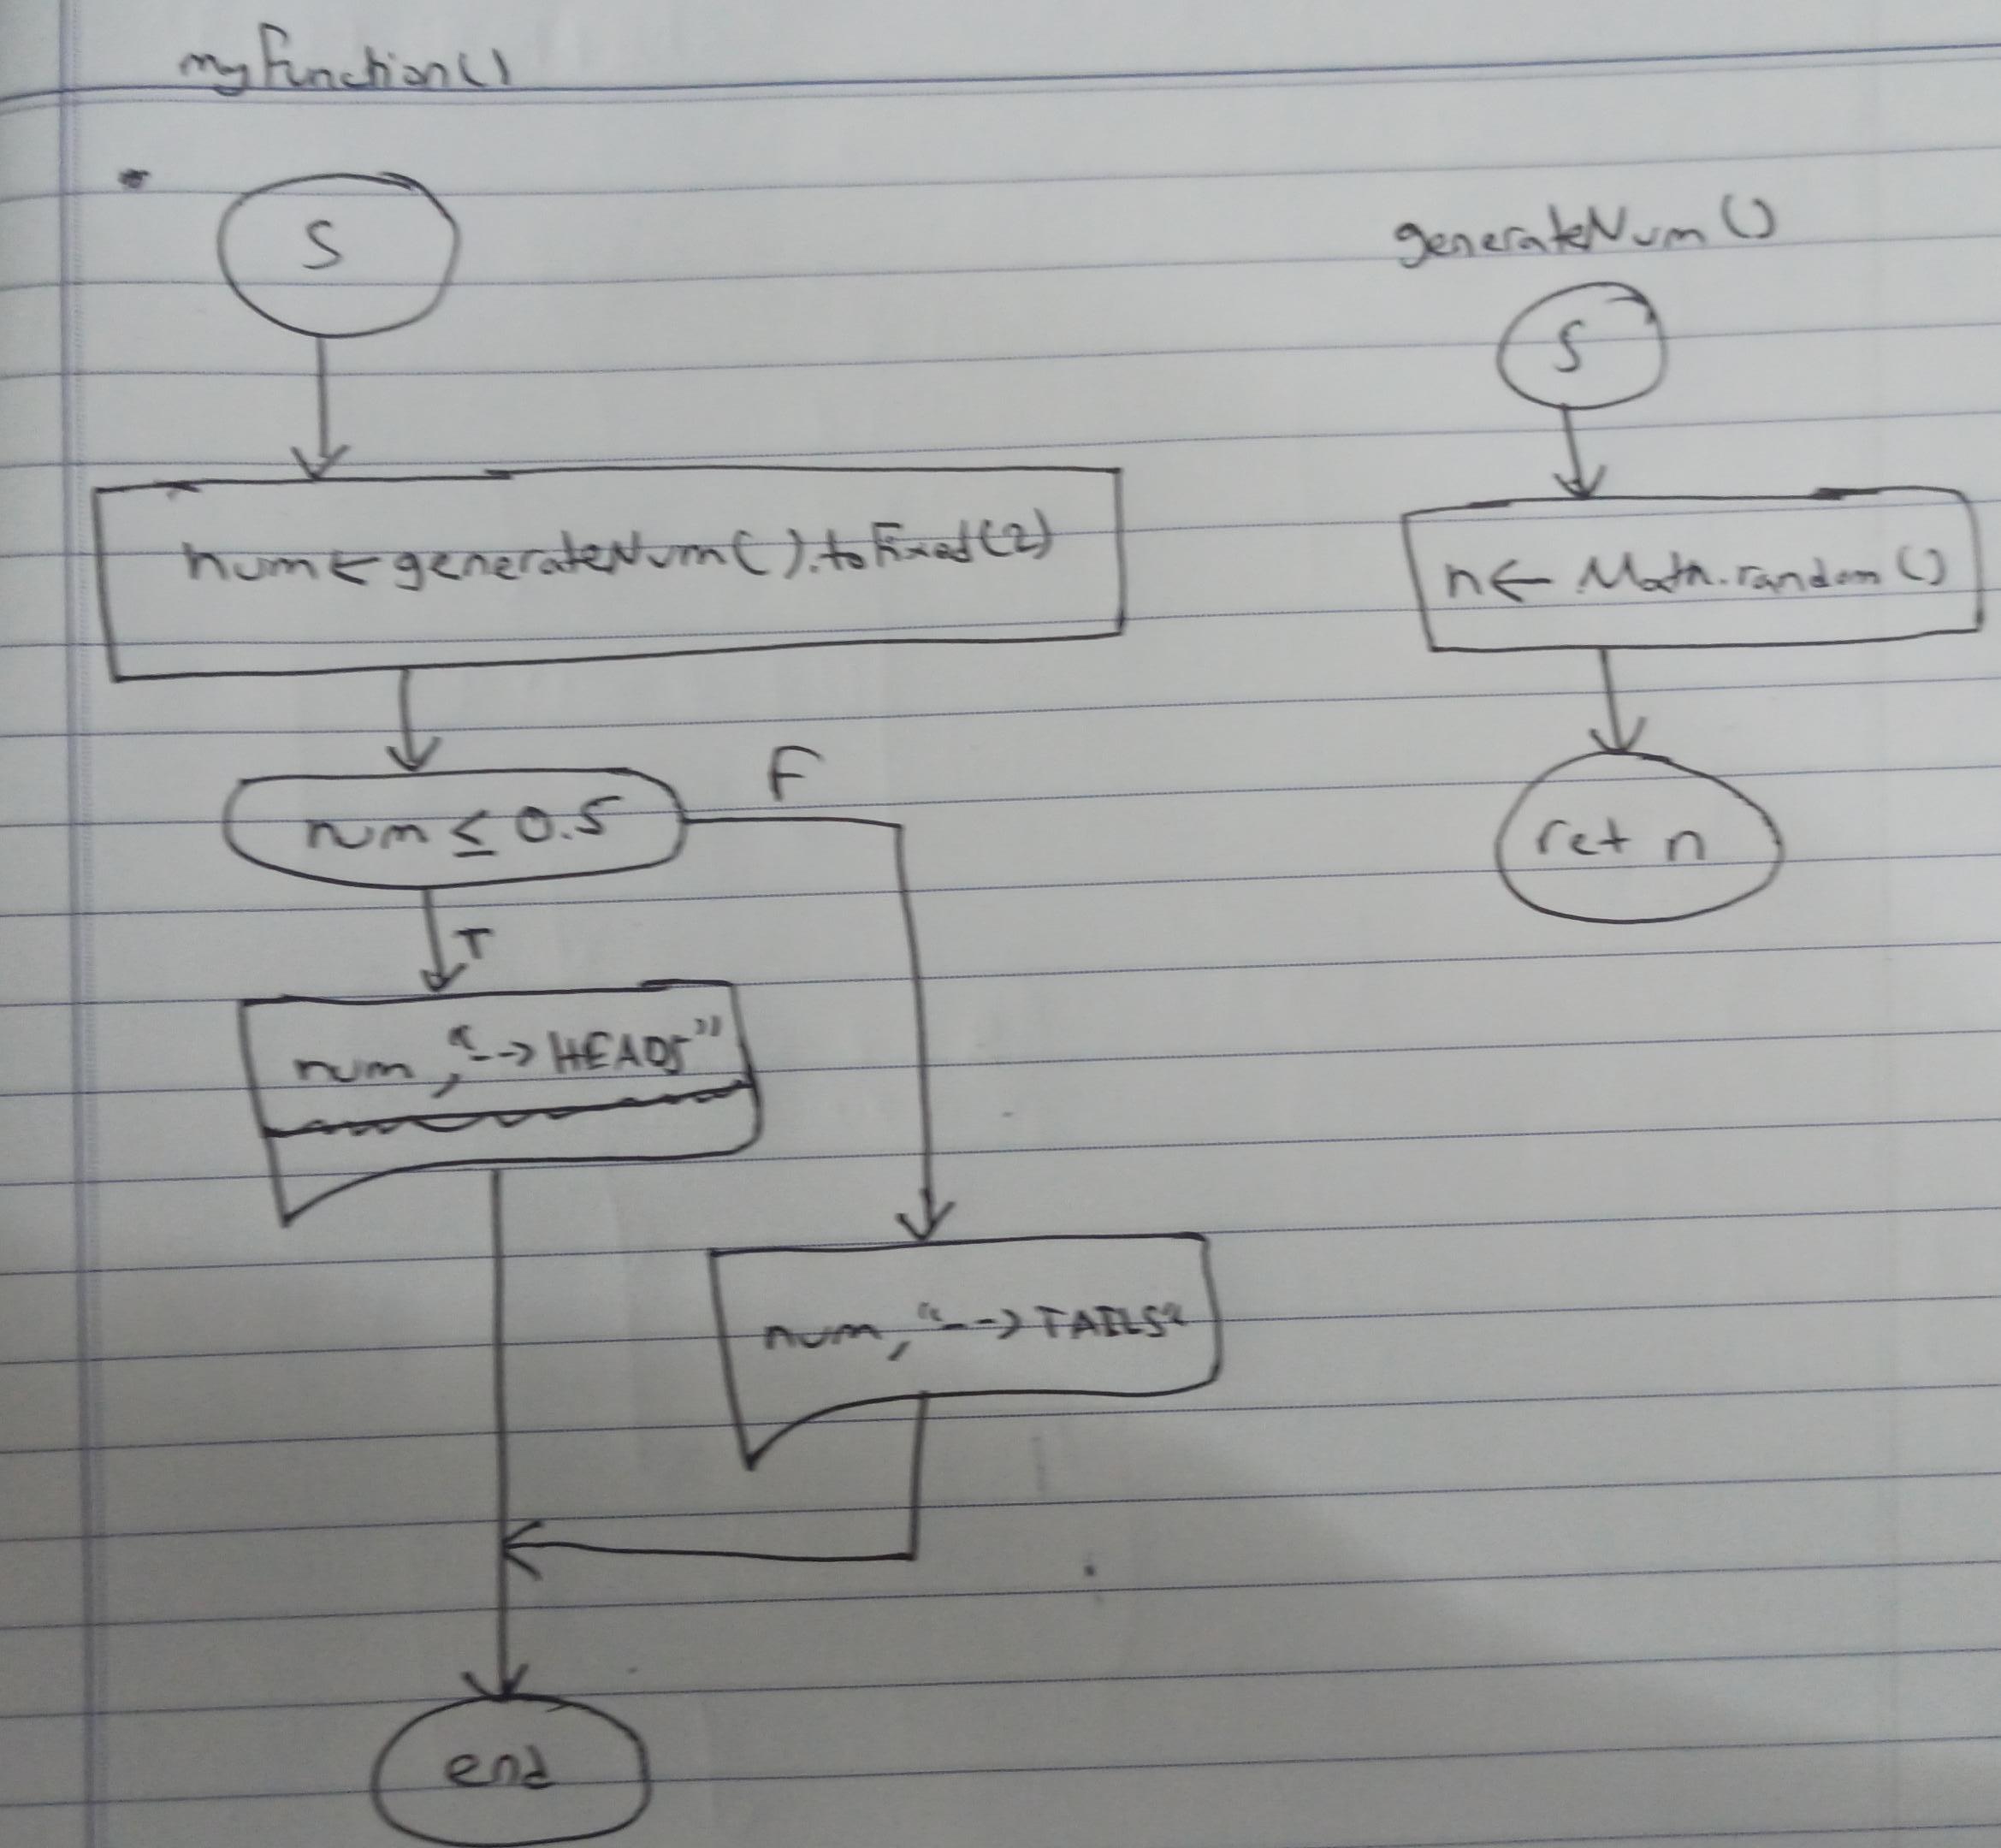 myFunction()
S
num ← generateNum().toFixed(2)
num ≤ 0.5
F
T
num, "--> HEADS"
num, "--> TAILS"
end
generateNum()
S
n ← Math.random()
ret n